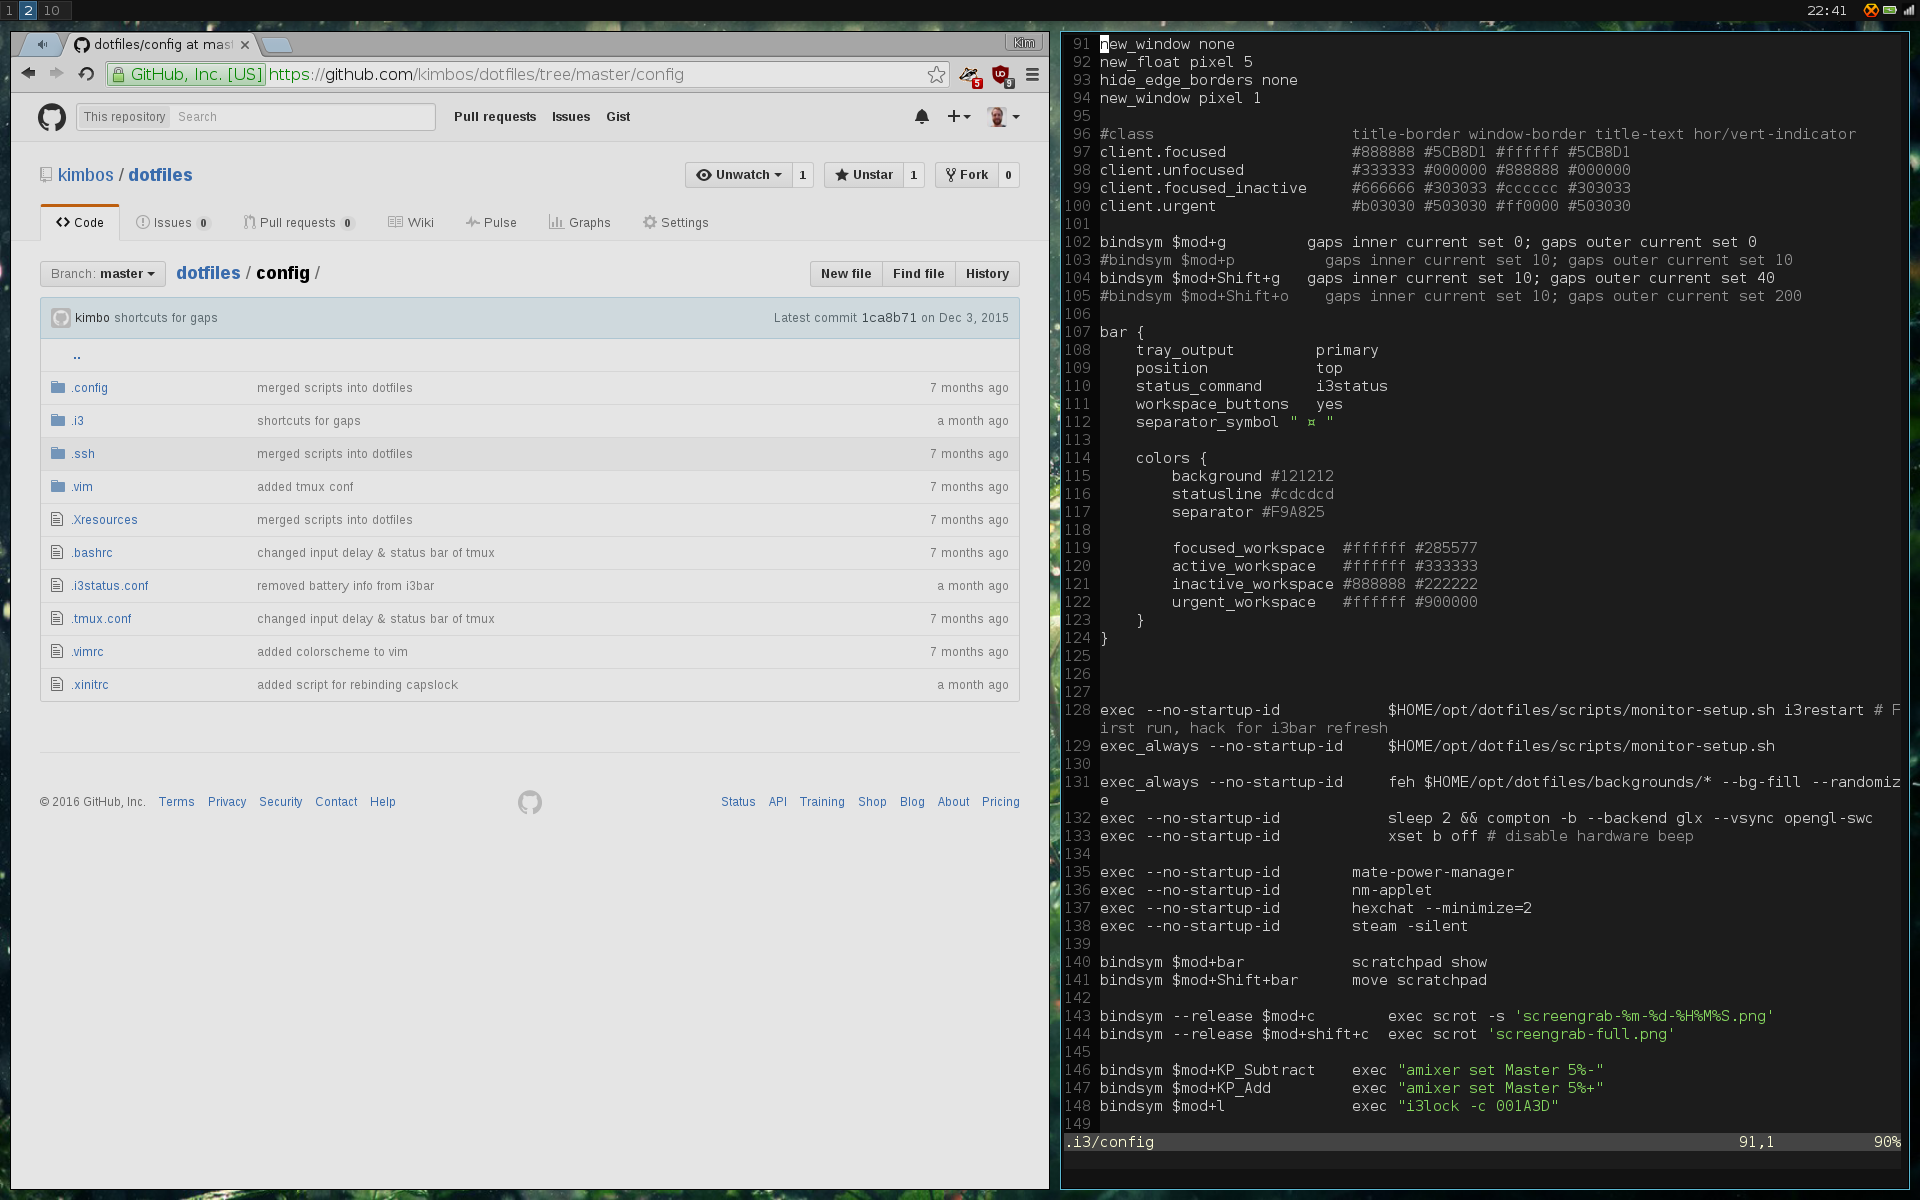 1 2 10 22:41
dotfiles/config at mast Kim
GitHub, Inc. [US] https://github.com/kimbos/dotfiles/tree/master/config 5 9
This repository Search Pull requests Issues Gist
kimbos / dotfiles Unwatch 1 Unstar 1 Fork 0
Code Issues 0 Pull requests 0 Wiki Pulse Graphs Settings
Branch: master dotfiles / config / New file Find file History
kimbo shortcuts for gaps Latest commit 1ca8b71 on Dec 3, 2015
..
.config merged scripts into dotfiles 7 months ago
.i3 shortcuts for gaps a month ago
.ssh merged scripts into dotfiles 7 months ago
.vim added tmux conf 7 months ago
.Xresources merged scripts into dotfiles 7 months ago
.bashrc changed input delay & status bar of tmux 7 months ago
.i3status.conf removed battery info from i3bar a month ago
.tmux.conf changed input delay & status bar of tmux 7 months ago
.vimrc added colorscheme to vim 7 months ago
.xinitrc added script for rebinding capslock a month ago
© 2016 GitHub, Inc. Terms Privacy Security Contact Help Status API Training Shop Blog About Pricing
91 new_window none
92 new_float pixel 5
93 hide_edge_borders none
94 new_window pixel 1
95
96 #class title-border window-border title-text hor/vert-indicator
97 client.focused #888888 #5CB8D1 #ffffff #5CB8D1
98 client.unfocused #333333 #000000 #888888 #000000
99 client.focused_inactive #666666 #303033 #cccccc #303033
100 client.urgent #b03030 #503030 #ff0000 #503030
101
102 bindsym $mod+g gaps inner current set 0; gaps outer current set 0
103 #bindsym $mod+p gaps inner current set 10; gaps outer current set 10
104 bindsym $mod+Shift+g gaps inner current set 10; gaps outer current set 40
105 #bindsym $mod+Shift+o gaps inner current set 10; gaps outer current set 200
106
107 bar {
108 tray_output primary
109 position top
110 status_command i3status
111 workspace_buttons yes
112 separator_symbol " ¤ "
113
114 colors {
115 background #121212
116 statusline #cdcdcd
117 separator #F9A825
118
119 focused_workspace #ffffff #285577
120 active_workspace #ffffff #333333
121 inactive_workspace #888888 #222222
122 urgent_workspace #ffffff #900000
123 }
124 }
125
126
127
128 exec --no-startup-id $HOME/opt/dotfiles/scripts/monitor-setup.sh i3restart # F
irst run, hack for i3bar refresh
129 exec_always --no-startup-id $HOME/opt/dotfiles/scripts/monitor-setup.sh
130
131 exec_always --no-startup-id feh $HOME/opt/dotfiles/backgrounds/* --bg-fill --randomiz
e
132 exec --no-startup-id sleep 2 && compton -b --backend glx --vsync opengl-swc
133 exec --no-startup-id xset b off # disable hardware beep
134
135 exec --no-startup-id mate-power-manager
136 exec --no-startup-id nm-applet
137 exec --no-startup-id hexchat --minimize=2
138 exec --no-startup-id steam -silent
139
140 bindsym $mod+bar scratchpad show
141 bindsym $mod+Shift+bar move scratchpad
142
143 bindsym --release $mod+c exec scrot -s 'screengrab-%m-%d-%H%M%S.png'
144 bindsym --release $mod+shift+c exec scrot 'screengrab-full.png'
145
146 bindsym $mod+KP_Subtract exec "amixer set Master 5%-"
147 bindsym $mod+KP_Add exec "amixer set Master 5%+"
148 bindsym $mod+l exec "i3lock -c 001A3D"
149
.i3/config 91,1 90%